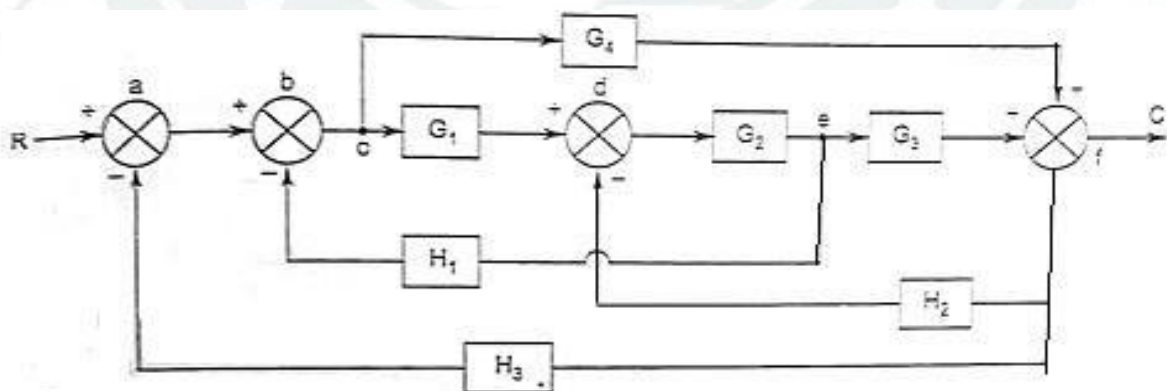 G₄
a b d
+ + + - - C
R G₁ G₂ e G₃
c f
- - -
H₁
H₂
H₃